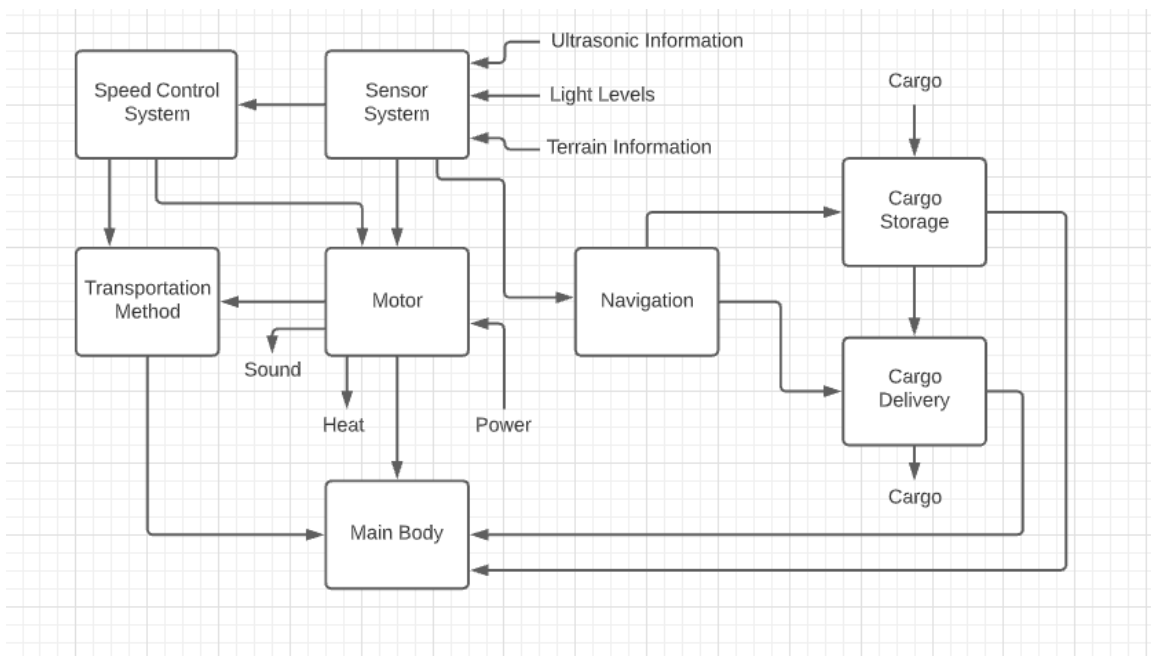 Ultrasonic Information
Speed Control
System
Sensor
System
Light Levels
Terrain Information
Cargo
Cargo
Storage
Transportation
Method
Motor
Navigation
Sound
Heat
Power
Cargo
Delivery
Cargo
Main Body